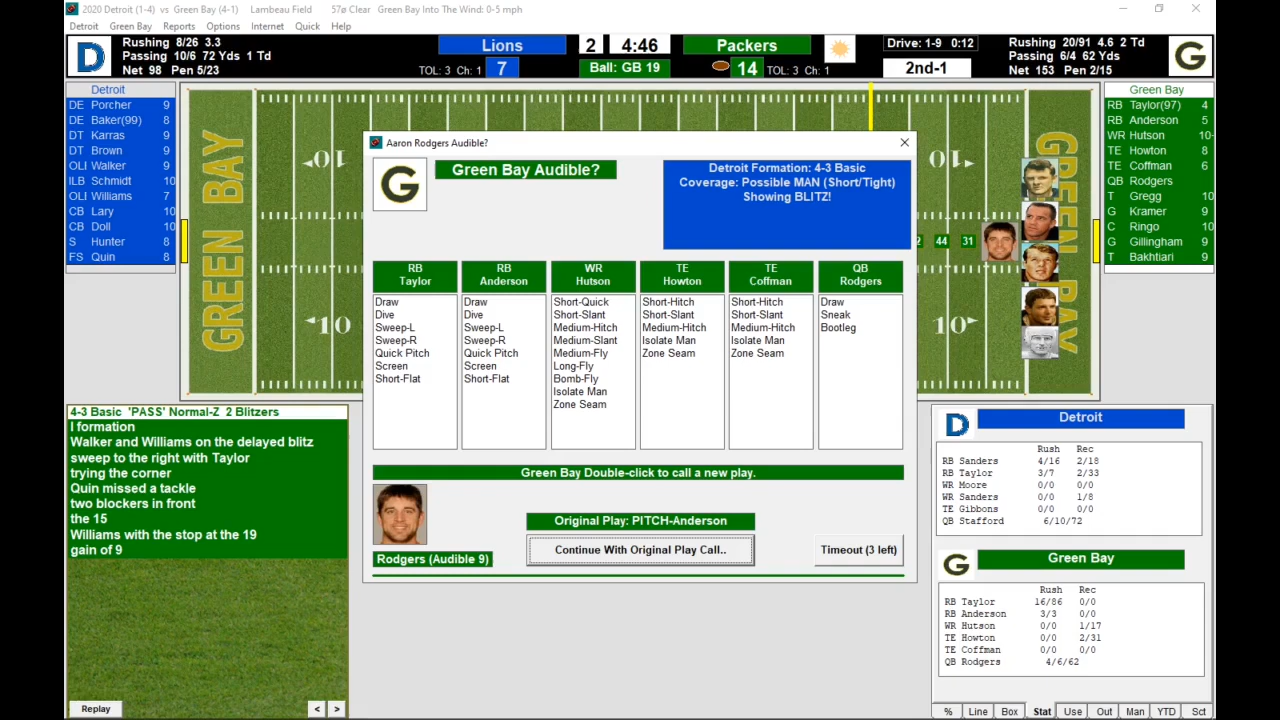 2020 Detroit (1-4) vs Green Bay (4-1) Lambeau Field 57ø Clear Green Bay Into The Wind: 0-5 mph
Detroit Green Bay Reports Options Internet Quick Help
D
Rushing 8/26 3.3
Passing 10/6 72 Yds 1 Td
Net 98 Pen 5/23
Lions 2 4:46 Packers
TOL: 3 Ch: 1 7 Ball: GB 19 14 TOL: 3 Ch: 1
Drive: 1-9 0:12
2nd-1
Rushing 20/91 4.6 2 Td
Passing 6/4 62 Yds
Net 153 Pen 2/15
G
Detroit
DE Porcher 9
DE Baker(99) 8
DT Karras 9
DT Brown 9
OLI Walker 9
ILB Schmidt 10
OLI Williams 7
CB Lary 10
CB Doll 10
S Hunter 8
FS Quin 8
GREEN BAY
10
10
10
10
GREEN BAY
44 31
Green Bay
RB Taylor(97) 4
RB Anderson 5
WR Hutson 10-
TE Howton 8
TE Coffman 6
QB Rodgers
T Gregg 10
G Kramer 9
C Ringo 10
G Gillingham 9
T Bakhtiari 9
Aaron Rodgers Audible?
G
Green Bay Audible?
Detroit Formation: 4-3 Basic
Coverage: Possible MAN (Short/Tight)
Showing BLITZ!
RB Taylor
Draw
Dive
Sweep-L
Sweep-R
Quick Pitch
Screen
Short-Flat
RB Anderson
Draw
Dive
Sweep-L
Sweep-R
Quick Pitch
Screen
Short-Flat
WR Hutson
Short-Quick
Short-Slant
Medium-Hitch
Medium-Slant
Medium-Fly
Long-Fly
Bomb-Fly
Isolate Man
Zone Seam
TE Howton
Short-Hitch
Short-Slant
Medium-Hitch
Isolate Man
Zone Seam
TE Coffman
Short-Hitch
Short-Slant
Medium-Hitch
Isolate Man
Zone Seam
QB Rodgers
Draw
Sneak
Bootleg
Green Bay Double-click to call a new play.
Original Play: PITCH-Anderson
Continue With Original Play Call..
Timeout (3 left)
Rodgers (Audible 9)
4-3 Basic 'PASS' Normal-Z 2 Blitzers
I formation
Walker and Williams on the delayed blitz
sweep to the right with Taylor
trying the corner
Quin missed a tackle
two blockers in front
the 15
Williams with the stop at the 19
gain of 9
Replay < >
D
Detroit
Rush Rec
RB Sanders 4/16 2/18
RB Taylor 3/7 2/33
WR Moore 0/0 0/0
WR Sanders 0/0 1/8
TE Gibbons 0/0 0/0
QB Stafford 6/10/72
G
Green Bay
Rush Rec
RB Taylor 16/86 0/0
RB Anderson 3/3 0/0
WR Hutson 0/0 1/17
TE Howton 0/0 2/31
TE Coffman 0/0 0/0
QB Rodgers 4/6/62
% Line Box Stat Use Out Man YTD Sct